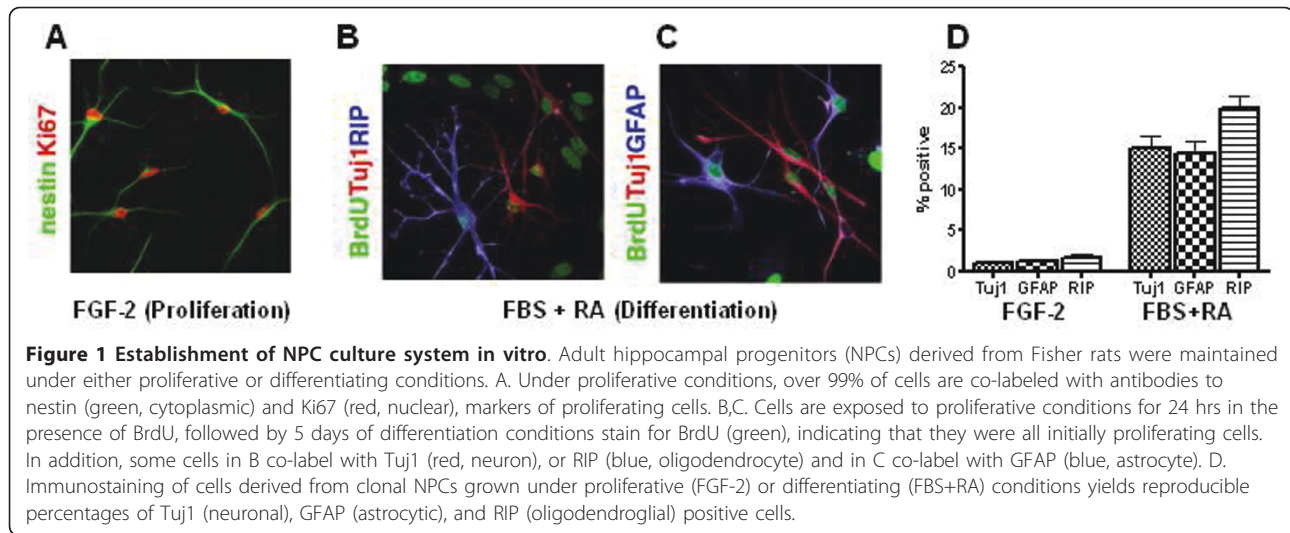 A
B
C
D
nestin Ki67
BrdUTuj1RIP
BrdUTuj1GFAP
% positive
25
20
15
10
5
0
Tuj1 GFAP RIP Tuj1 GFAP RIP
FGF-2 FBS+RA
FGF-2 (Proliferation)
FBS + RA (Differentiation)
Figure 1 Establishment of NPC culture system in vitro. Adult hippocampal progenitors (NPCs) derived from Fisher rats were maintained
under either proliferative or differentiating conditions. A. Under proliferative conditions, over 99% of cells are co-labeled with antibodies to
nestin (green, cytoplasmic) and Ki67 (red, nuclear), markers of proliferating cells. B,C. Cells are exposed to proliferative conditions for 24 hrs in the
presence of BrdU, followed by 5 days of differentiation conditions stain for BrdU (green), indicating that they were all initially proliferating cells.
In addition, some cells in B co-label with Tuj1 (red, neuron), or RIP (blue, oligodendrocyte) and in C co-label with GFAP (blue, astrocyte). D.
Immunostaining of cells derived from clonal NPCs grown under proliferative (FGF-2) or differentiating (FBS+RA) conditions yields reproducible
percentages of Tuj1 (neuronal), GFAP (astrocytic), and RIP (oligodendroglial) positive cells.